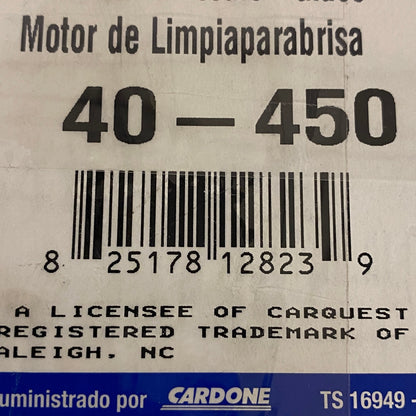 Motor de Limpiaparabrisa
40-450
8 25178 12823 9
A LICENSEE OF CARQUEST
REGISTERED TRADEMARK OF
ALEIGH, NC
uministrado por CARDONE TS 16949 -